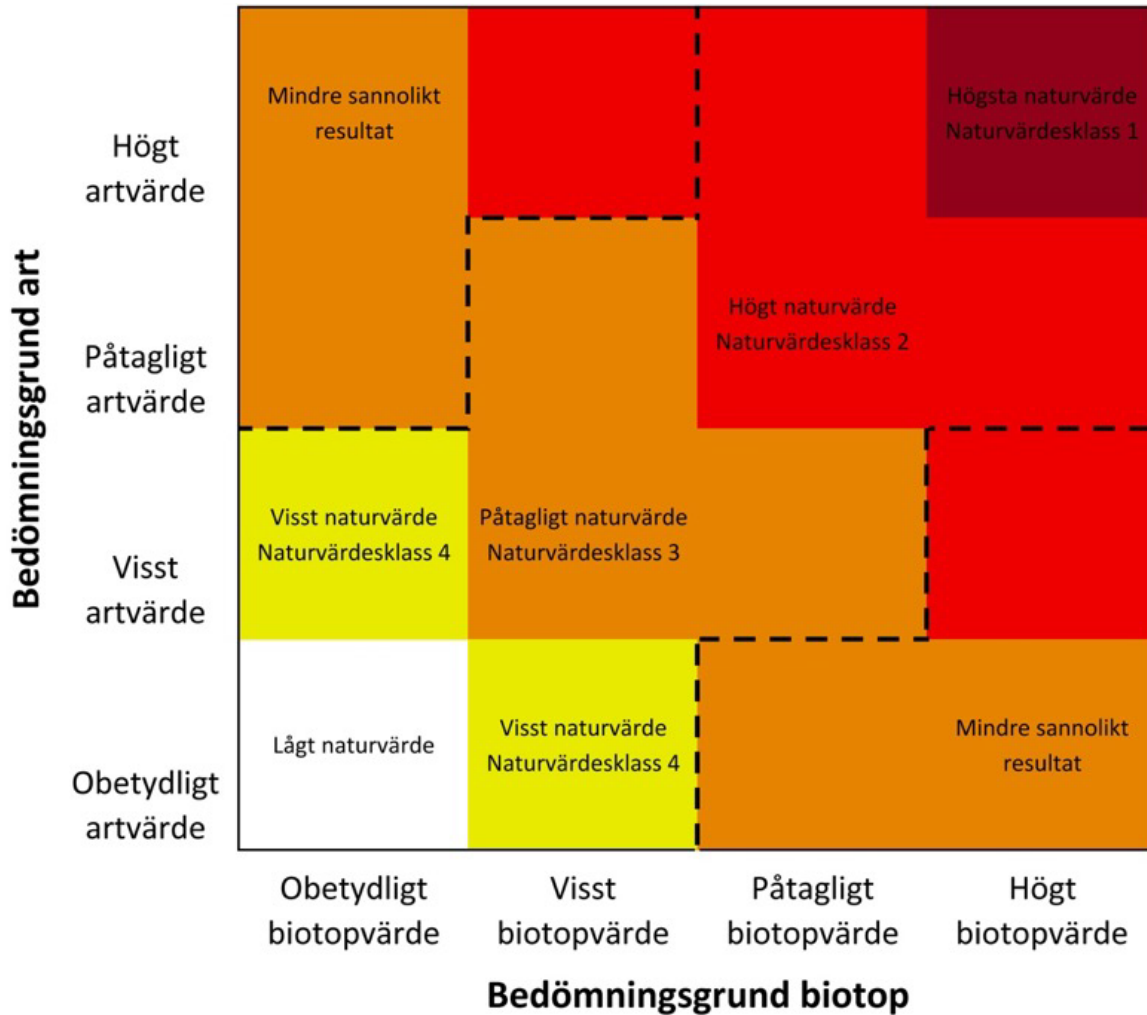 Bedömningsgrund art
Högt
artvärde
Påtagligt
artvärde
Visst
artvärde
Obetydligt
artvärde
Mindre sannolikt
resultat
Högsta naturvärde
Naturvärdesklass 1
Högt naturvärde
Naturvärdesklass 2
Visst naturvärde
Naturvärdesklass 4
Påtagligt naturvärde
Naturvärdesklass 3
Lågt naturvärde
Visst naturvärde
Naturvärdesklass 4
Mindre sannolikt
resultat
Obetydligt
biotopvärde
Visst
biotopvärde
Påtagligt
biotopvärde
Högt
biotopvärde
Bedömningsgrund biotop